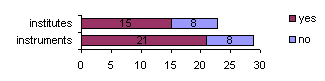 institutes 15 8 yes
instruments 21 8 no
0 5 10 15 20 25 30